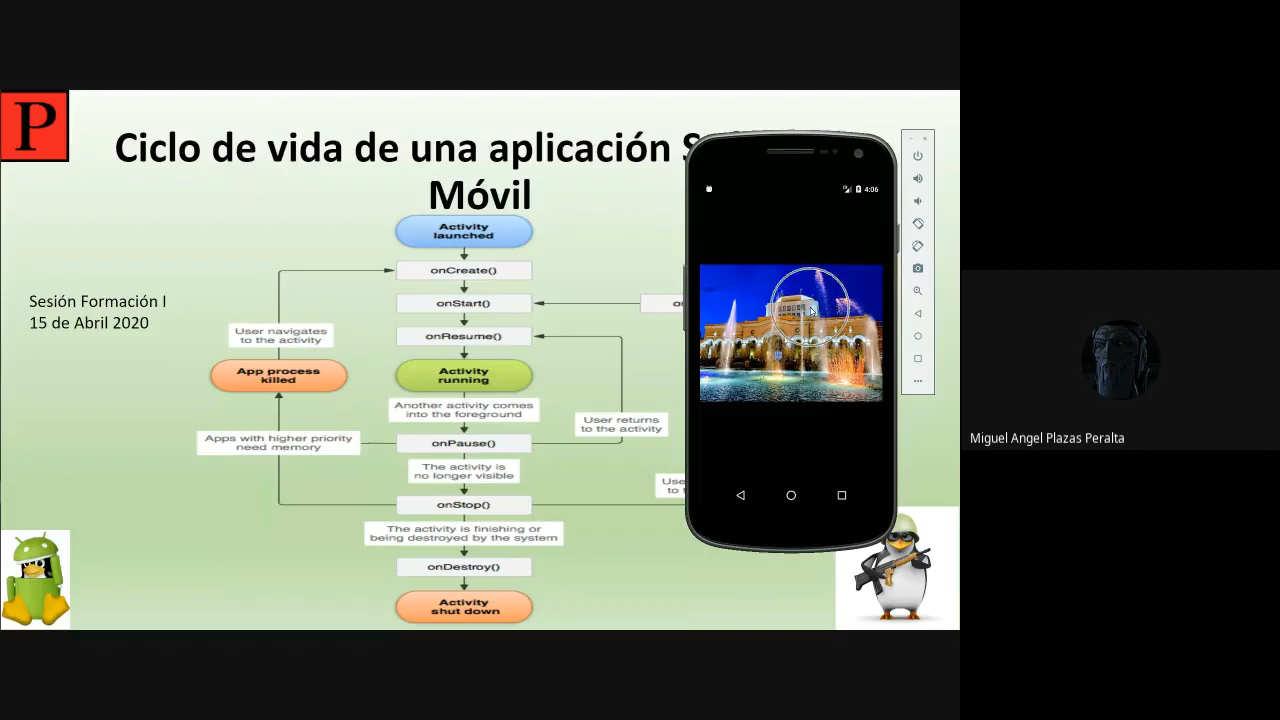 P
Ciclo de vida de una aplicación
Móvil
Sesión Formación I
15 de Abril 2020
Activity
launched
onCreate()
onStart()
onResume()
User navigates
to the activity
App process
killed
Activity
running
Another activity comes
into the foreground
User returns
to the activity
Apps with higher priority
need memory
onPause()
The activity is
no longer visible
onStop()
The activity is finishing or
being destroyed by the system
onDestroy()
Activity
shut down
4:06
Miguel Angel Plazas Peralta